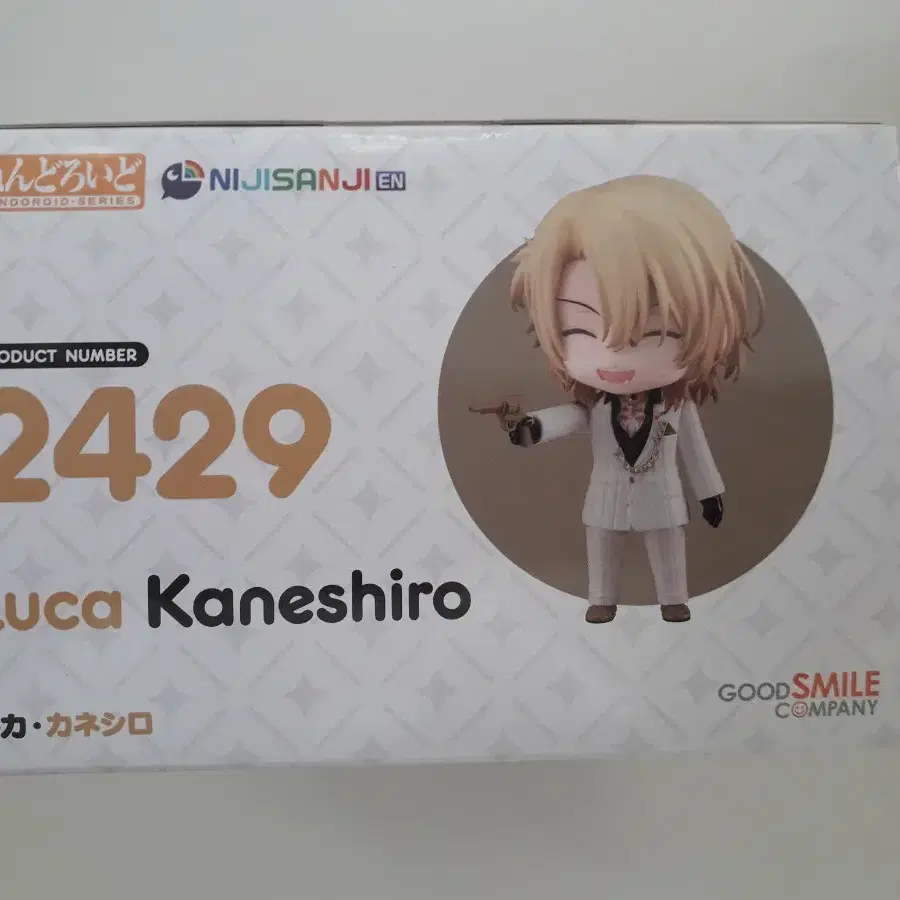 んどろいど
NDOROID·SERIES
NIJISANJI EN
ODUCT NUMBER
2429
Luca Kaneshiro
カ・カネシロ
GOOD SMILE
COMPANY